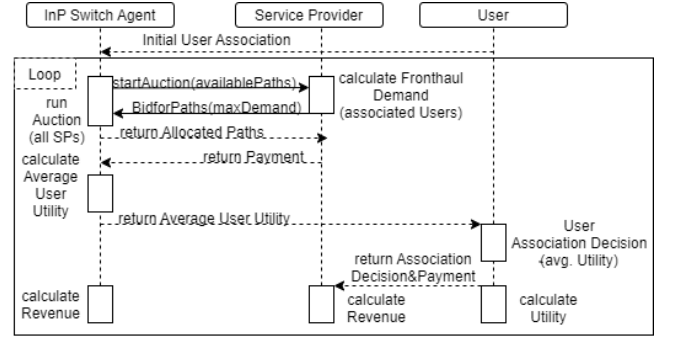 InP Switch Agent
Service Provider
User
Initial User Association
Loop
startAuction(availablePaths)
calculate Fronthaul
Demand
(associated Users)
run
Auction
(all SPs)
BidforPaths(maxDemand)
return Allocated Paths
return Payment
calculate
Average
User
Utility
return Average User Utility
User
Association Decision
(avg. Utility)
return Association
Decision&Payment
calculate
Revenue
calculate
Revenue
calculate
Utility